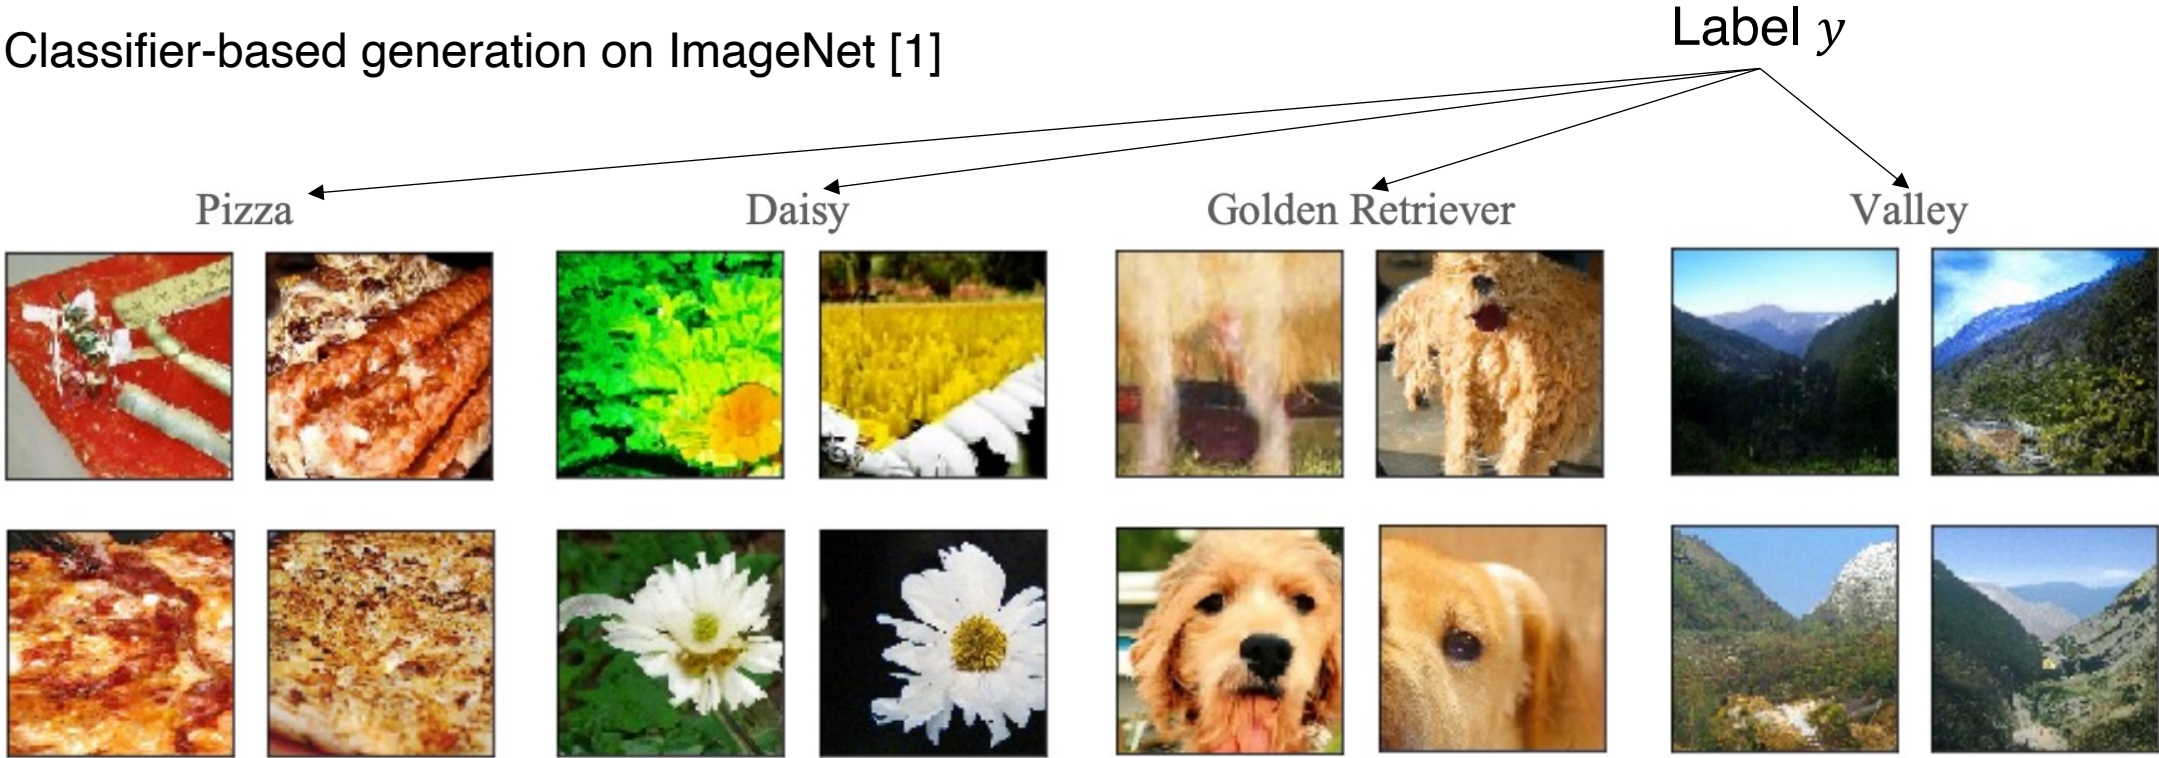 Classifier-based generation on ImageNet [1]
Label y
Pizza
Daisy
Golden Retriever
Valley